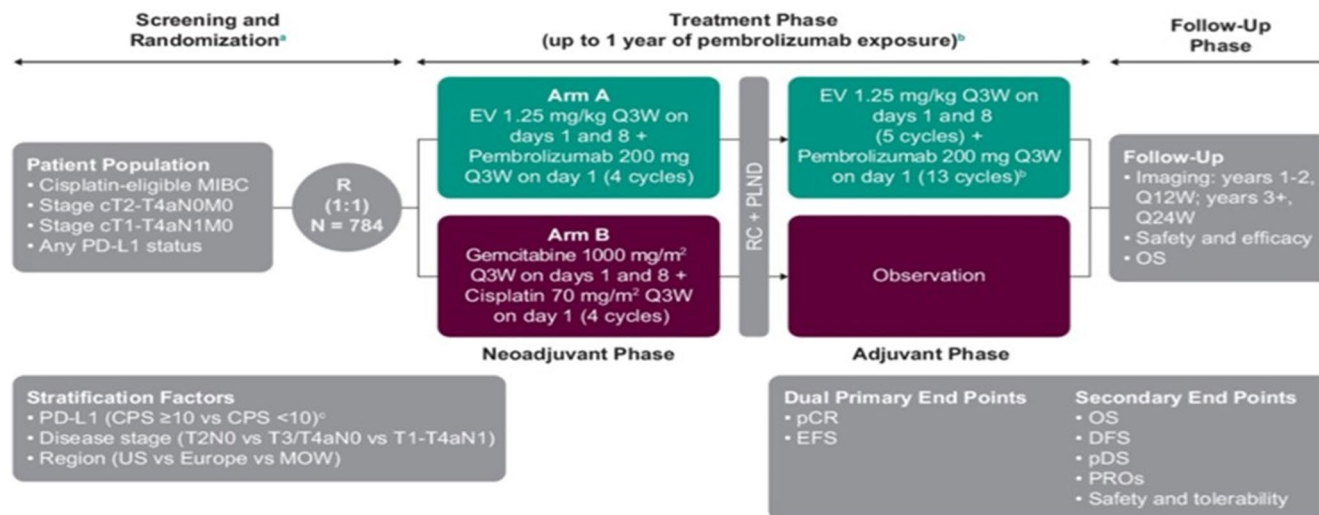 Screening and
Randomizationᵃ
Treatment Phase
(up to 1 year of pembrolizumab exposure)ᵇ
Follow-Up
Phase
Patient Population
• Cisplatin-eligible MIBC
• Stage cT2-T4aN0M0
• Stage cT1-T4aN1M0
• Any PD-L1 status
R
(1:1)
N = 784
Arm A
EV 1.25 mg/kg Q3W on
days 1 and 8 +
Pembrolizumab 200 mg
Q3W on day 1 (4 cycles)
Arm B
Gemcitabine 1000 mg/m²
Q3W on days 1 and 8 +
Cisplatin 70 mg/m² Q3W
on day 1 (4 cycles)
RC + PLND
EV 1.25 mg/kg Q3W on
days 1 and 8
(5 cycles) +
Pembrolizumab 200 mg Q3W
on day 1 (13 cycles)ᵇ
Observation
Follow-Up
• Imaging: years 1-2,
Q12W; years 3+,
Q24W
• Safety and efficacy
• OS
Neoadjuvant Phase
Adjuvant Phase
Stratification Factors
• PD-L1 (CPS ≥10 vs CPS <10)ᶜ
• Disease stage (T2N0 vs T3/T4aN0 vs T1-T4aN1)
• Region (US vs Europe vs MOW)
Dual Primary End Points
• pCR
• EFS
Secondary End Points
• OS
• DFS
• pDS
• PROs
• Safety and tolerability